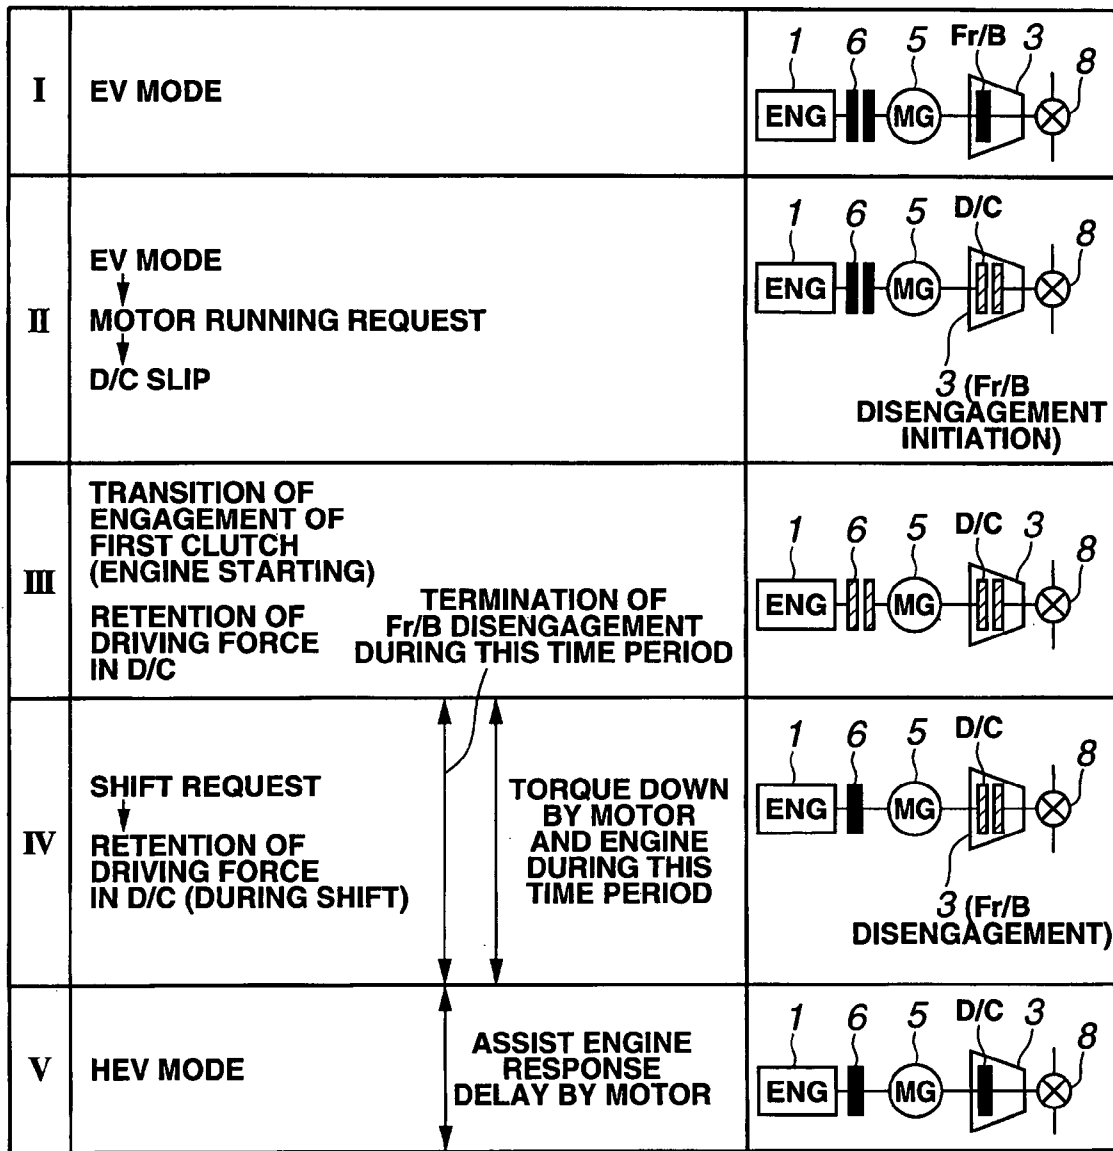 I
EV MODE
1 6 5 Fr/B 3 8
ENG MG
II
EV MODE
MOTOR RUNNING REQUEST
D/C SLIP
1 6 5 D/C 8
ENG MG
3 (Fr/B
DISENGAGEMENT
INITIATION)
III
TRANSITION OF
ENGAGEMENT OF
FIRST CLUTCH
(ENGINE STARTING)
RETENTION OF
DRIVING FORCE
IN D/C
TERMINATION OF
Fr/B DISENGAGEMENT
DURING THIS TIME PERIOD
1 6 5 D/C 3 8
ENG MG
IV
SHIFT REQUEST
RETENTION OF
DRIVING FORCE
IN D/C (DURING SHIFT)
TORQUE DOWN
BY MOTOR
AND ENGINE
DURING THIS
TIME PERIOD
1 6 5 D/C 8
ENG MG
3 (Fr/B
DISENGAGEMENT)
V
HEV MODE
ASSIST ENGINE
RESPONSE
DELAY BY MOTOR
1 6 5 D/C 3 8
ENG MG